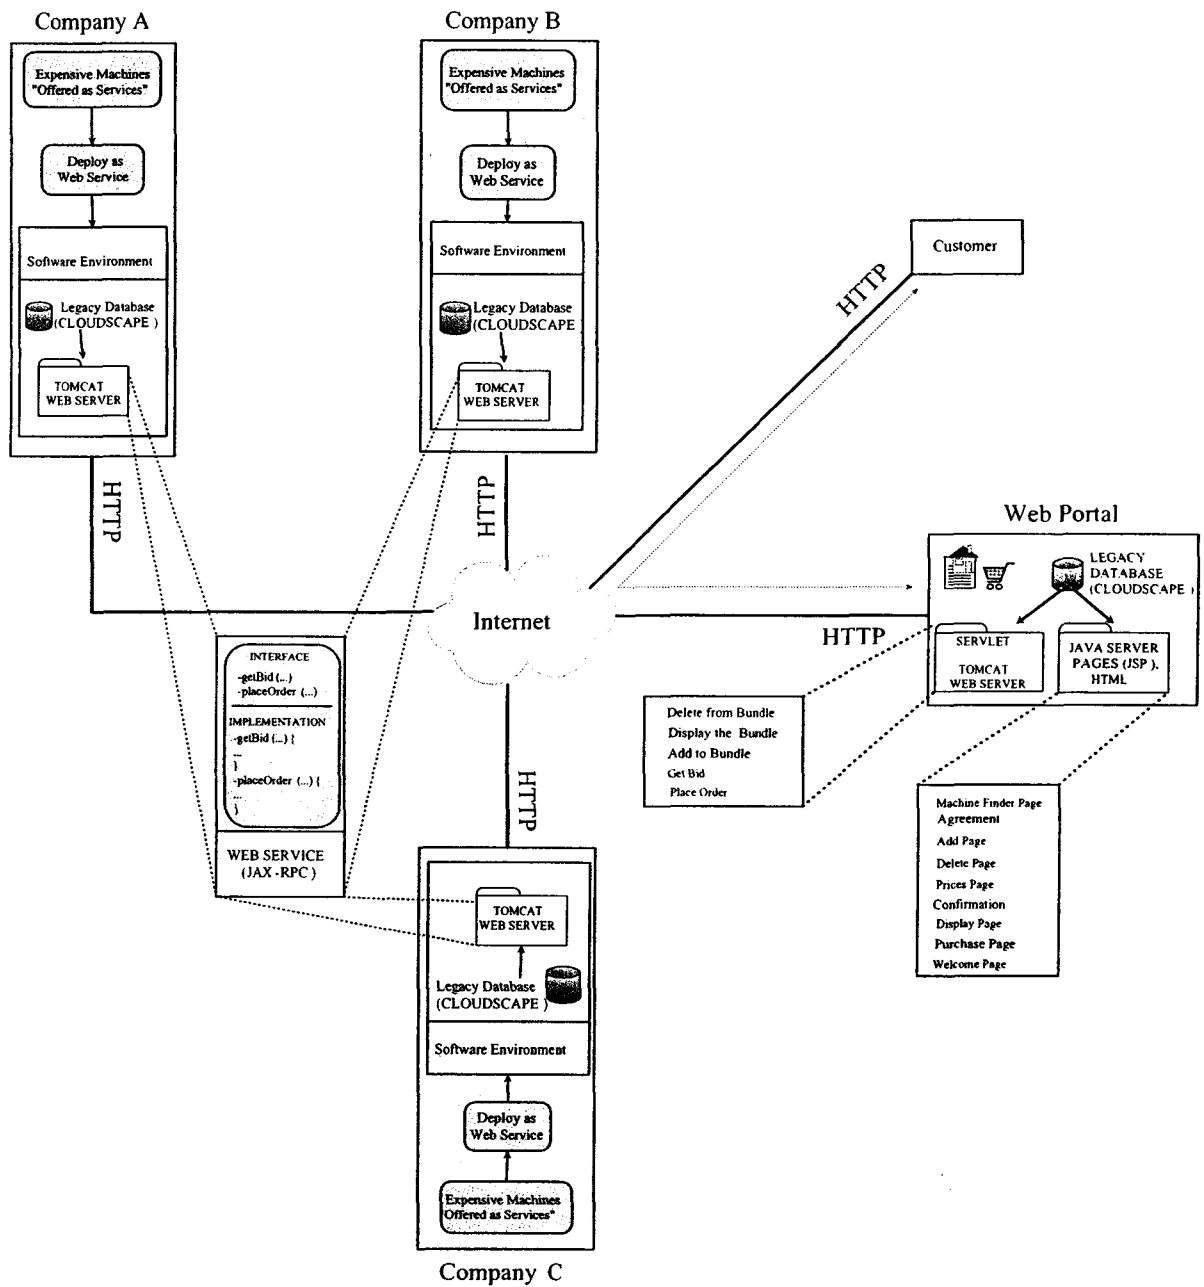 Company A
Expensive Machines
"Offered as Services"
Deploy as
Web Service
Software Environment
Legacy Database
(CLOUDSCAPE )
TOMCAT
WEB SERVER
HTTP
Company B
Expensive Machines
"Offered as Services"
Deploy as
Web Service
Software Environment
Legacy Database
(CLOUDSCAPE
TOMCAT
WEB SERVER
HTTP
Customer
HTTP
Internet
HTTP
Web Portal
LEGACY
DATABASE
(CLOUDSCAPE )
SERVLET
TOMCAT
WEB SERVER
JAVA SERVER
PAGES (JSP ),
HTML
INTERFACE
-getBid (...)
-placeOrder (...)
IMPLEMENTATION
-getBid (...) {
...
}
-placeOrder (...) {
...
}
WEB SERVICE
(JAX -RPC )
Delete from Bundle
Display the Bundle
Add to Bundle
Get Bid
Place Order
Machine Finder Page
Agreement
Add Page
Delete Page
Prices Page
Confirmation
Display Page
Purchase Page
Welcome Page
HTTP
TOMCAT
WEB SERVER
Legacy Database
(CLOUDSCAPE )
Software Environment
Deploy as
Web Service
Expensive Machines
"Offered as Services"
Company C